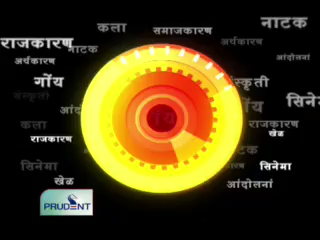 कला
समाजकारण
नाटक
राजकारण
नाटक
अर्थकारण
आंदोलनां
अर्थकारण
गोंय
संस्कृती
संस्कृती
गोंय
सिनेमा
कला
राजकारण
राजकारण
खेळ
सिनेमा
सिनेमा
खेळ
आंदोलनां
PRUDENT